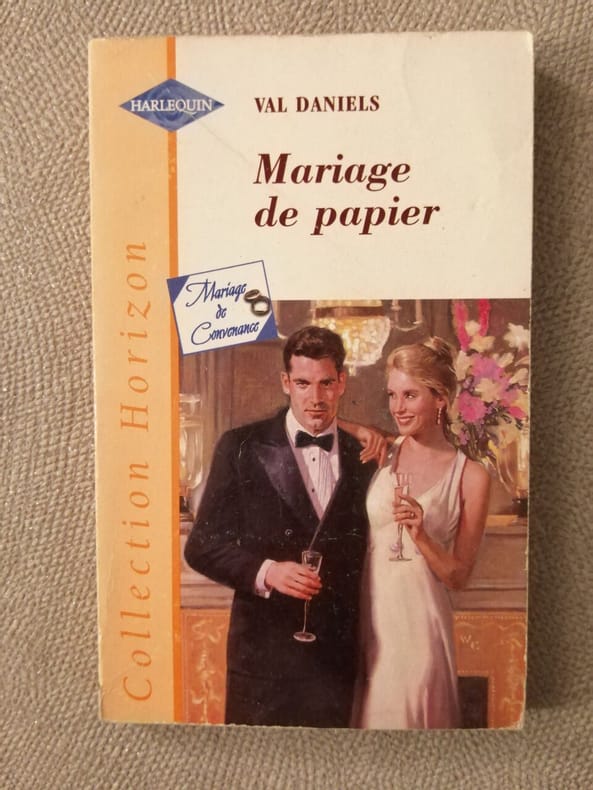 HARLEQUIN
VAL DANIELS
Mariage
de papier
Mariage
de
Convenance
Collection Horizon